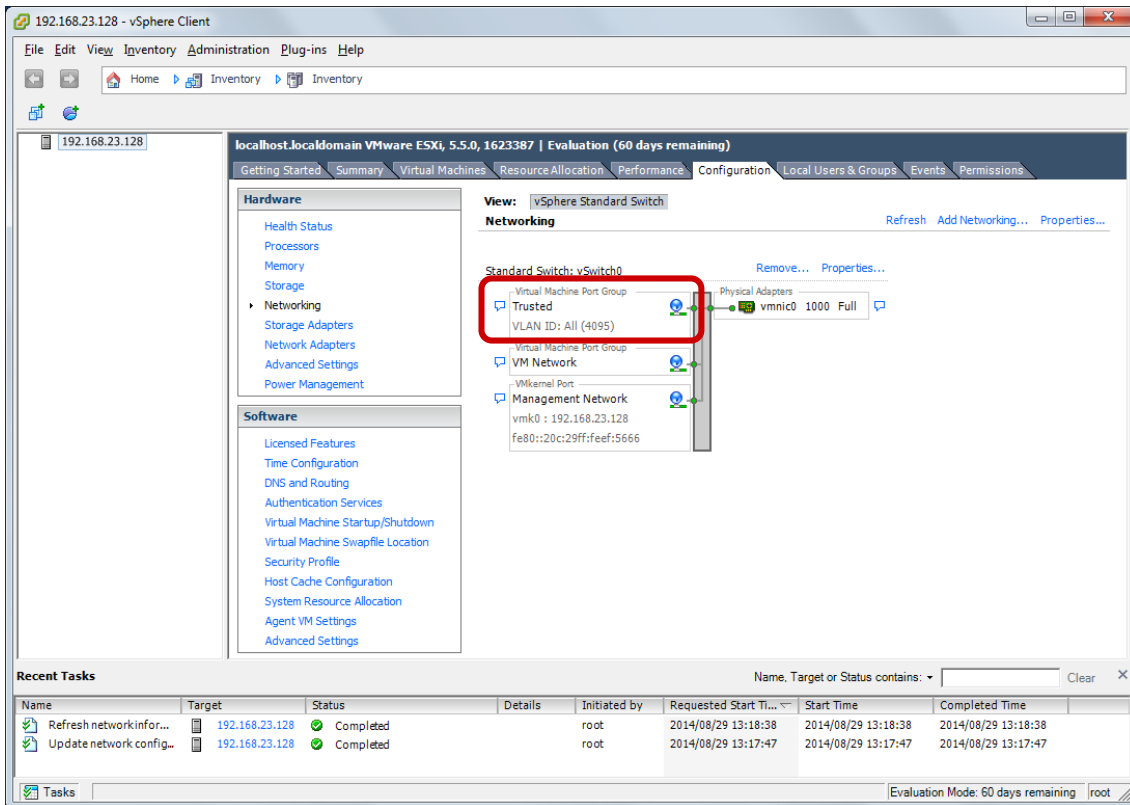 192.168.23.128 - vSphere Client
File Edit View Inventory Administration Plug-ins Help
Home Inventory Inventory
192.168.23.128
localhost.localdomain VMware ESXi, 5.5.0, 1623387 | Evaluation (60 days remaining)
Getting Started Summary Virtual Machines Resource Allocation Performance Configuration Local Users & Groups Events Permissions
Hardware
Health Status
Processors
Memory
Storage
Networking
Storage Adapters
Network Adapters
Advanced Settings
Power Management
Software
Licensed Features
Time Configuration
DNS and Routing
Authentication Services
Virtual Machine Startup/Shutdown
Virtual Machine Swapfile Location
Security Profile
Host Cache Configuration
System Resource Allocation
Agent VM Settings
Advanced Settings
View: vSphere Standard Switch
Networking
Refresh Add Networking... Properties...
Standard Switch: vSwitch0
Remove... Properties...
Virtual Machine Port Group
Trusted
VLAN ID: All (4095)
Physical Adapters
vmnic0 1000 Full
Virtual Machine Port Group
VM Network
VMkernel Port
Management Network
vmk0 : 192.168.23.128
fe80::20c:29ff:feef:5666
Recent Tasks
Name, Target or Status contains:
Clear
Name Target Status Details Initiated by Requested Start Ti... Start Time Completed Time
Refresh network infor... 192.168.23.128 Completed root 2014/08/29 13:18:38 2014/08/29 13:18:38 2014/08/29 13:18:38
Update network config... 192.168.23.128 Completed root 2014/08/29 13:17:47 2014/08/29 13:17:47 2014/08/29 13:17:47
Tasks
Evaluation Mode: 60 days remaining root